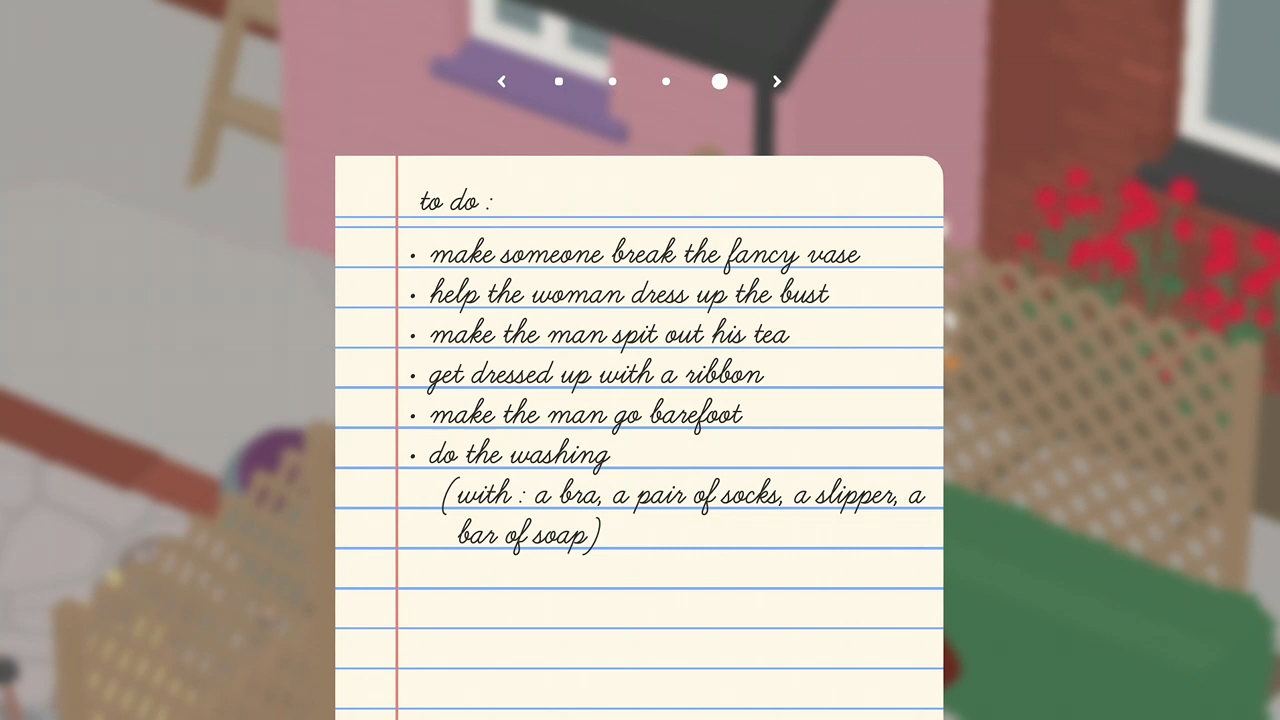 to do :
• make someone break the fancy vase
• help the woman dress up the bust
• make the man spit out his tea
• get dressed up with a ribbon
• make the man go barefoot
• do the washing
(with : a bra, a pair of socks, a slipper, a
bar of soap)